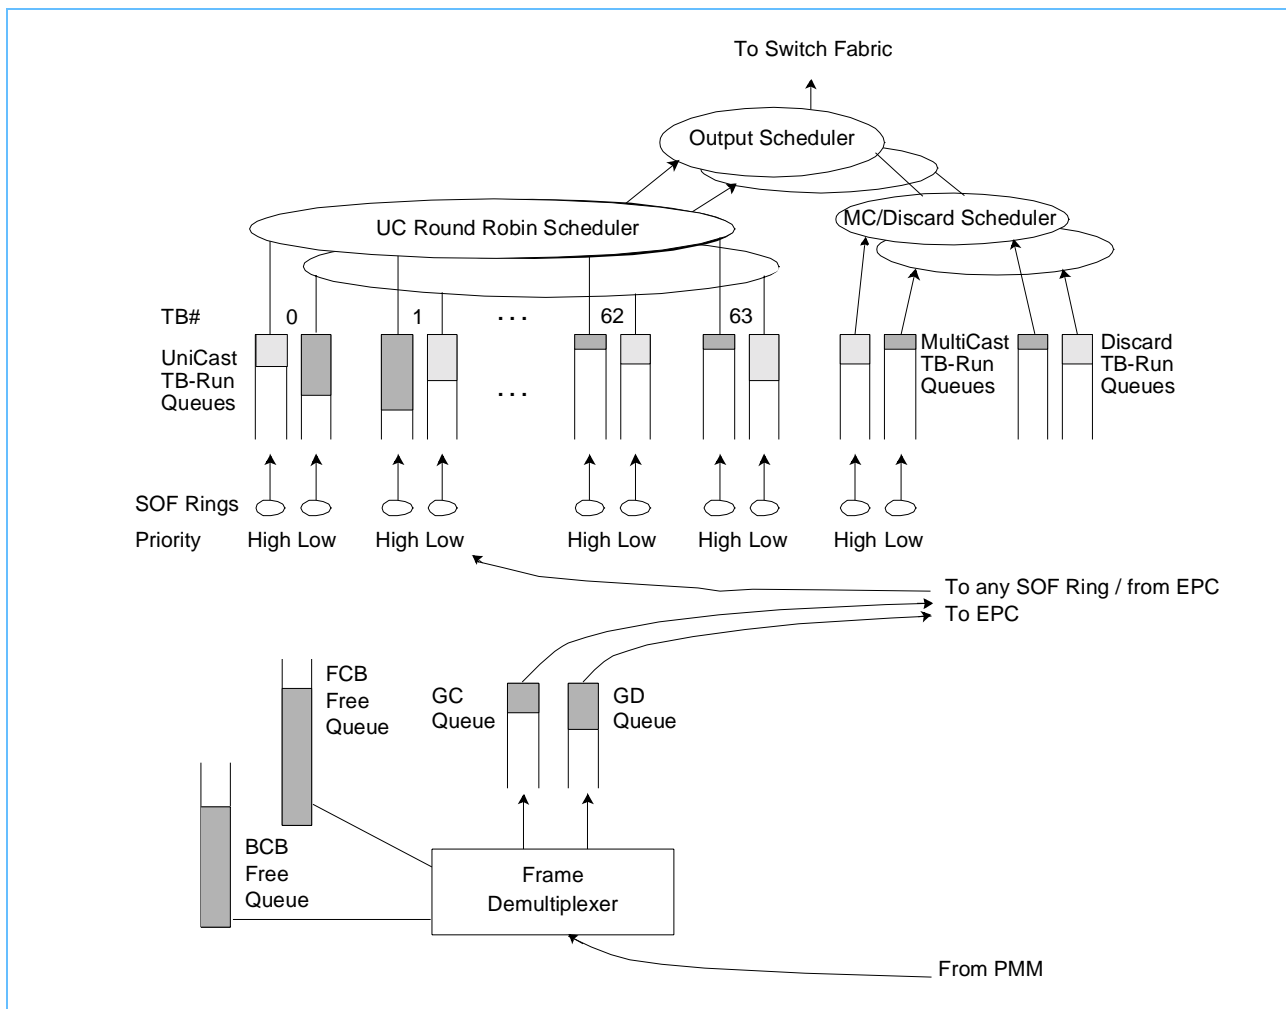 To Switch Fabric
Output Scheduler
UC Round Robin Scheduler
MC/Discard Scheduler
TB# 0 1 ... 62 63
UniCast
TB-Run
Queues
...
MultiCast
TB-Run
Queues
Discard
TB-Run
Queues
SOF Rings
Priority High Low High Low High Low High Low High Low
To any SOF Ring / from EPC
To EPC
FCB
Free
Queue
GC
Queue
GD
Queue
BCB
Free
Queue
Frame
Demultiplexer
From PMM